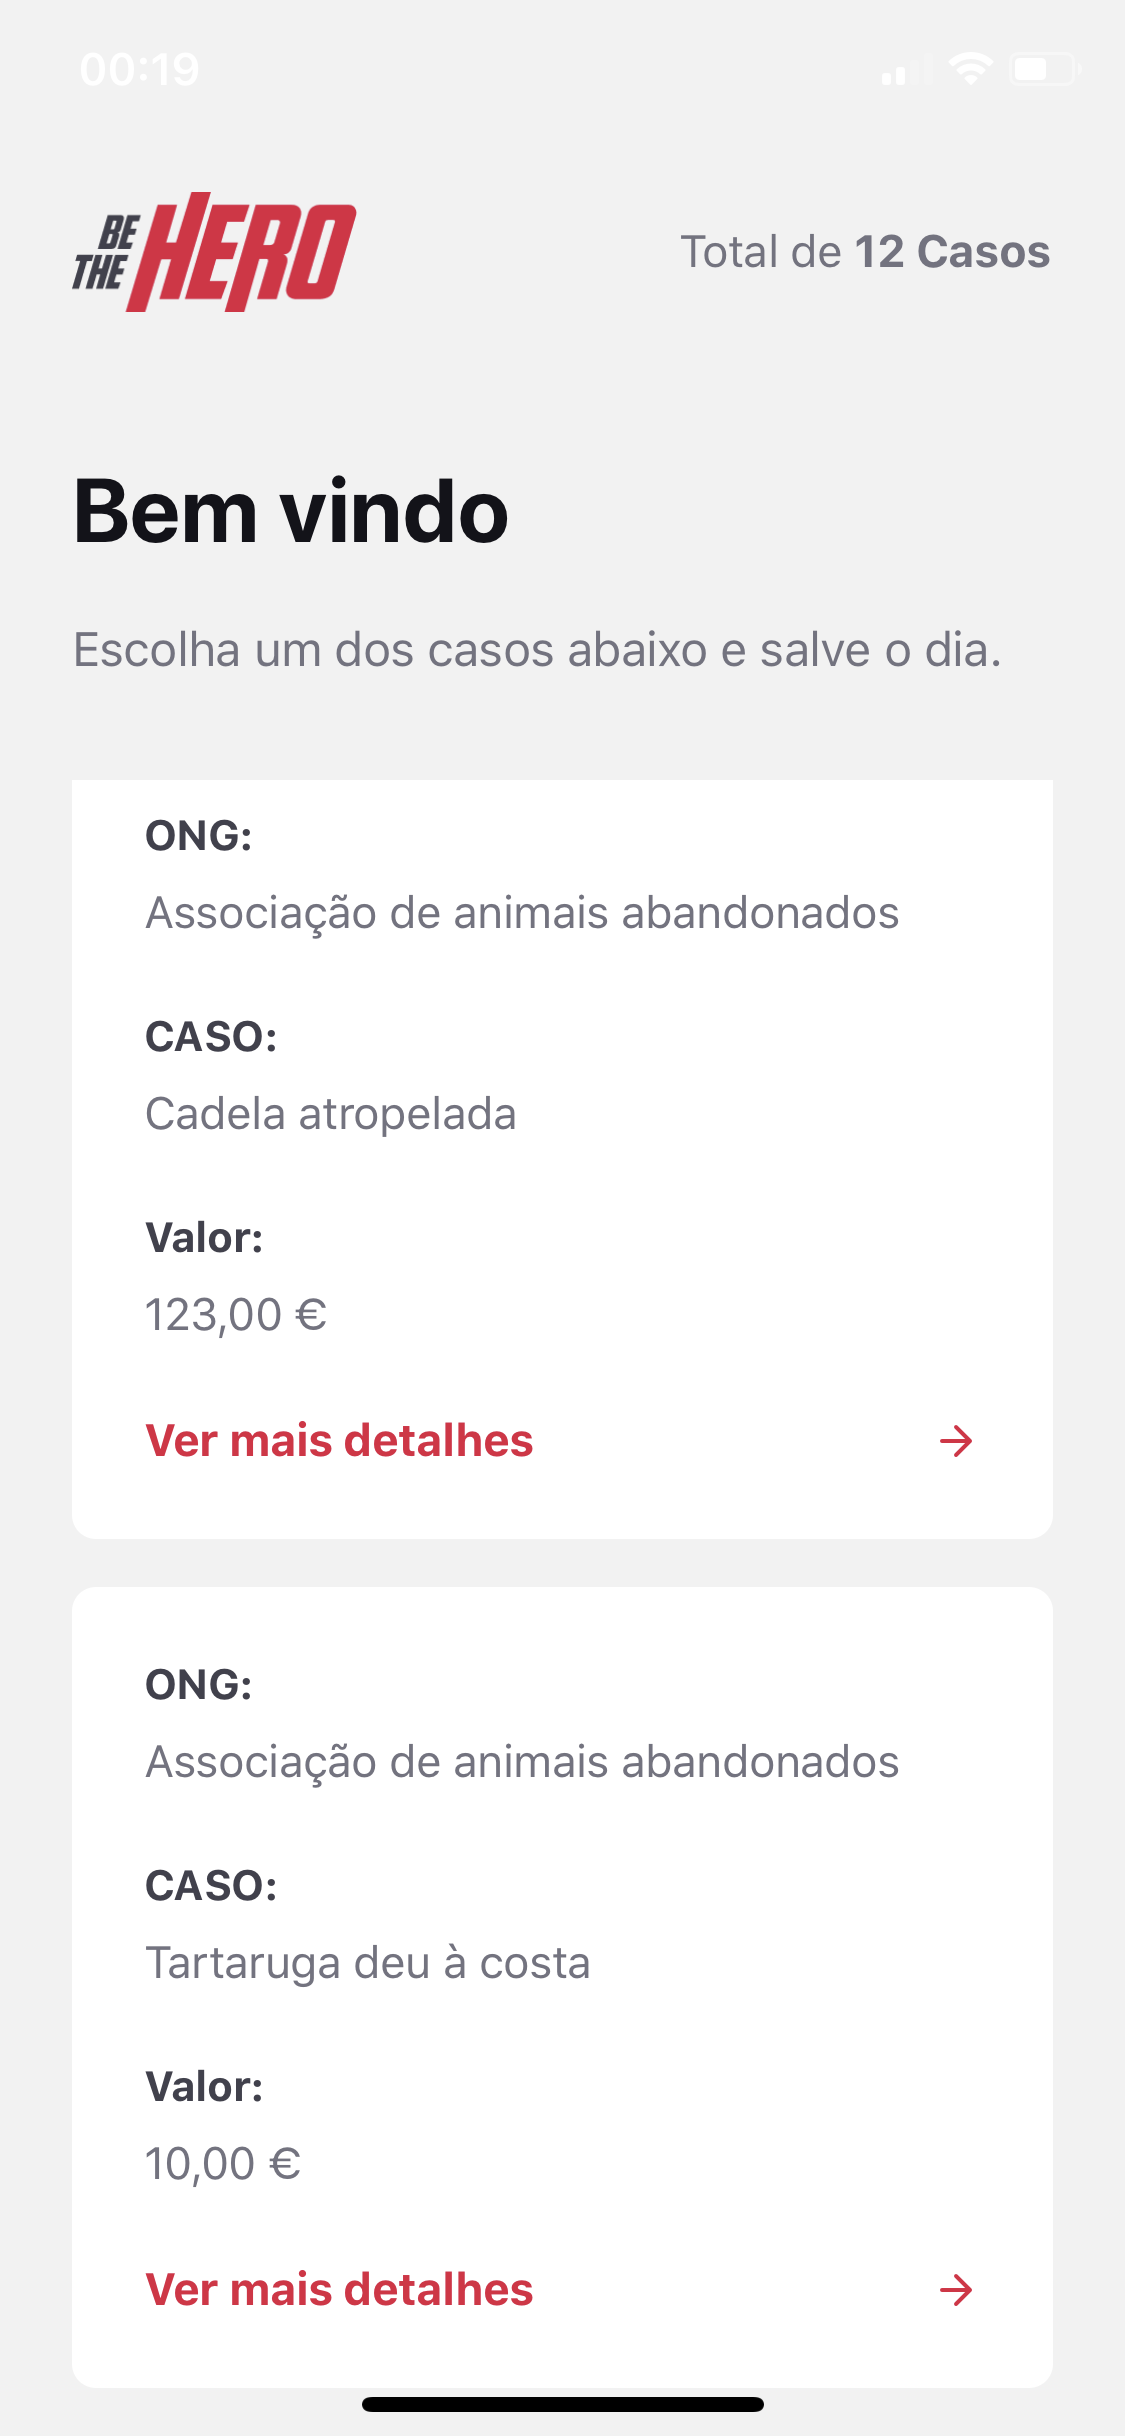 00:19
BE THE HERO
Total de 12 Casos
Bem vindo
Escolha um dos casos abaixo e salve o dia.
ONG:
Associação de animais abandonados
CASO:
Cadela atropelada
Valor:
123,00 €
Ver mais detalhes
ONG:
Associação de animais abandonados
CASO:
Tartaruga deu à costa
Valor:
10,00 €
Ver mais detalhes